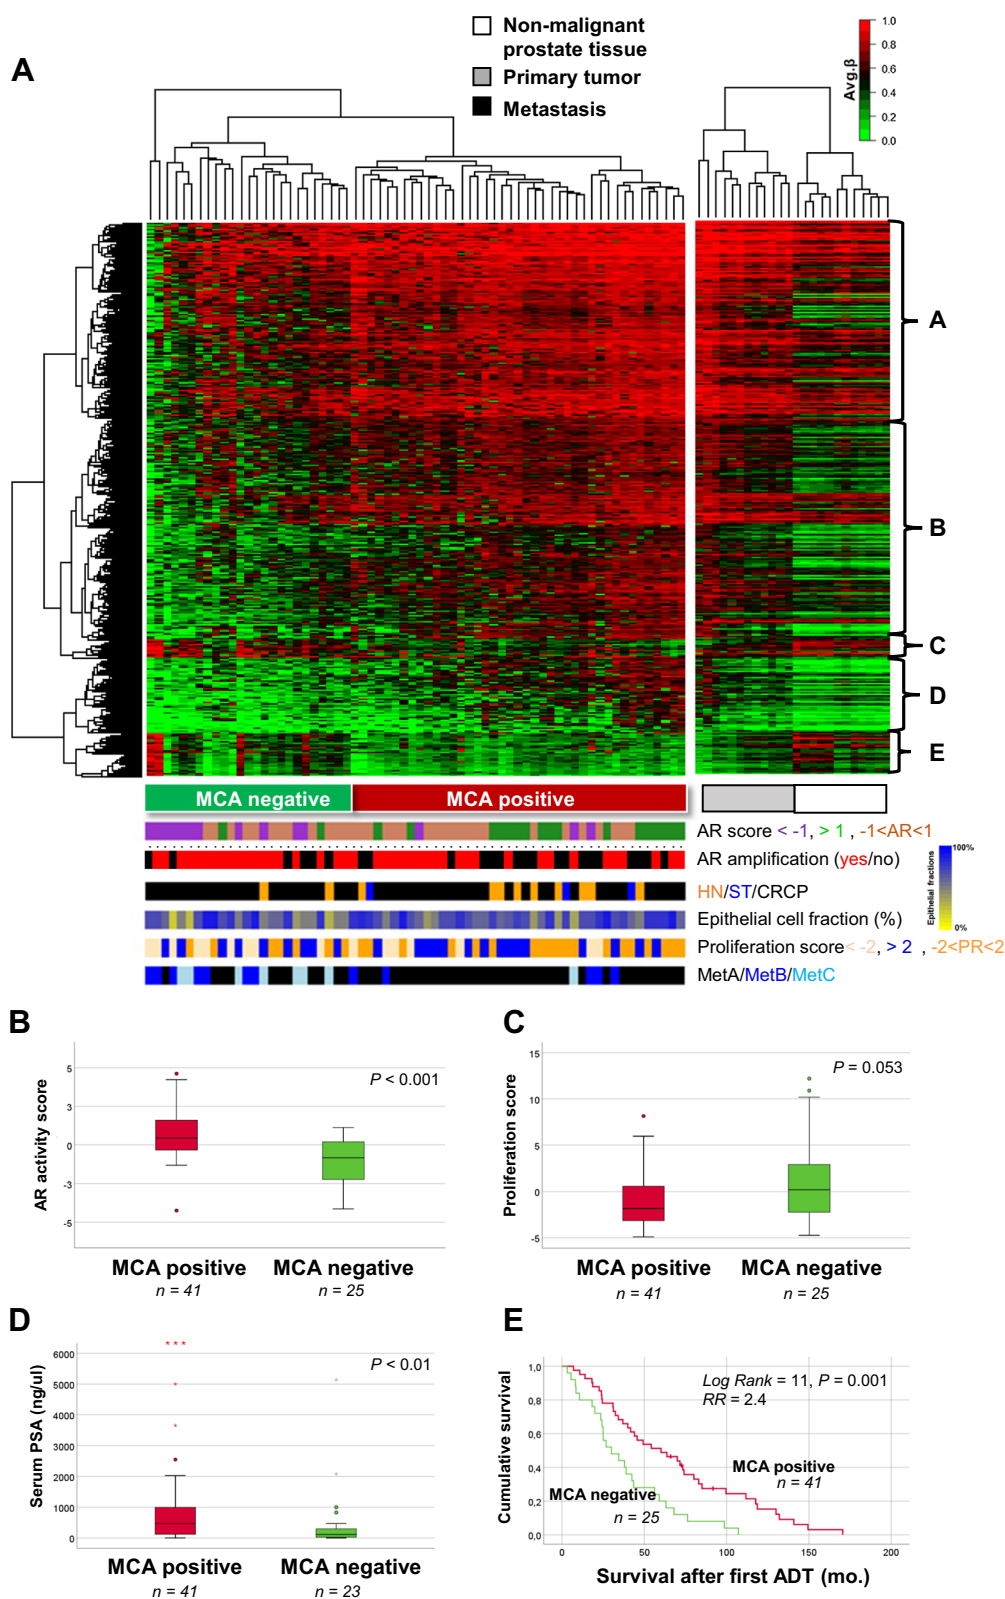 Non-malignant
prostate tissue
Primary tumor
Metastasis
A
Avg.β
1.0
0.8
0.6
0.4
0.2
0.0
A
B
C
D
E
MCA negative
MCA positive
AR score < -1, > 1 , -1<AR<1
AR amplification (yes/no)
HN/ST/CRCP
Epithelial cell fraction (%)
Proliferation score< -2, > 2 , -2<PR<2
MetA/MetB/MetC
Epithelial fractions
100%
0%
B
AR activity score
5
3
0
-3
-5
P < 0.001
MCA positive
n = 41
MCA negative
n = 25
C
Proliferation score
15
10
5
0
-5
P = 0.053
MCA positive
n = 41
MCA negative
n = 25
D
Serum PSA (ng/ul)
6000
5000
4000
3000
2000
1000
0
* * *
P < 0.01
MCA positive
n = 41
MCA negative
n = 23
E
Cumulative survival
1,0
0,8
0,6
0,4
0,2
0,0
Log Rank = 11, P = 0.001
RR = 2.4
MCA positive
n = 41
MCA negative
n = 25
0
50
100
150
200
Survival after first ADT (mo.)